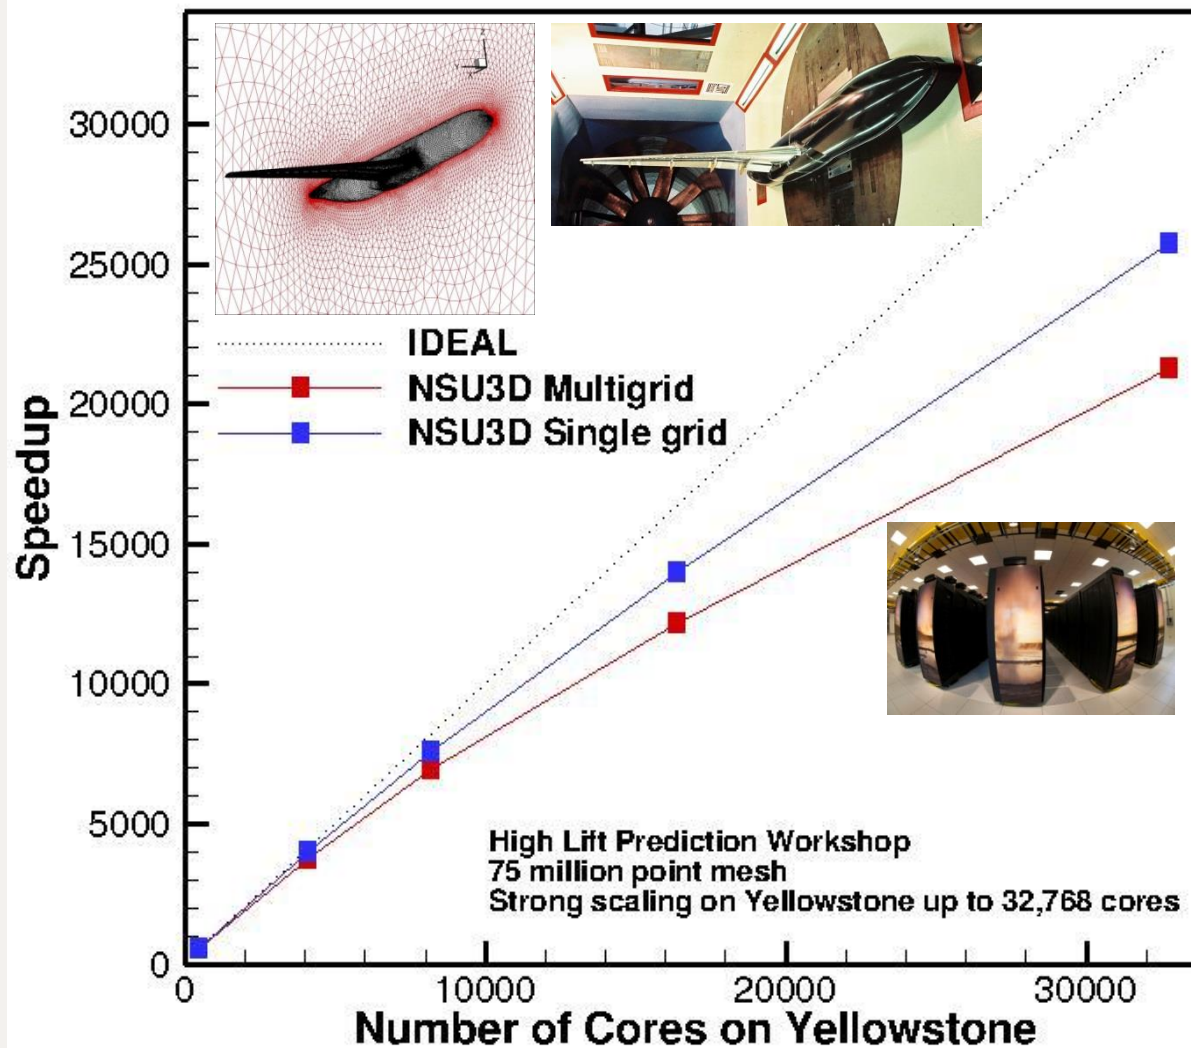 30000
25000
20000
15000
10000
5000
0
Speedup
IDEAL
NSU3D Multigrid
NSU3D Single grid
High Lift Prediction Workshop
75 million point mesh
Strong scaling on Yellowstone up to 32,768 cores
0
10000
20000
30000
Number of Cores on Yellowstone